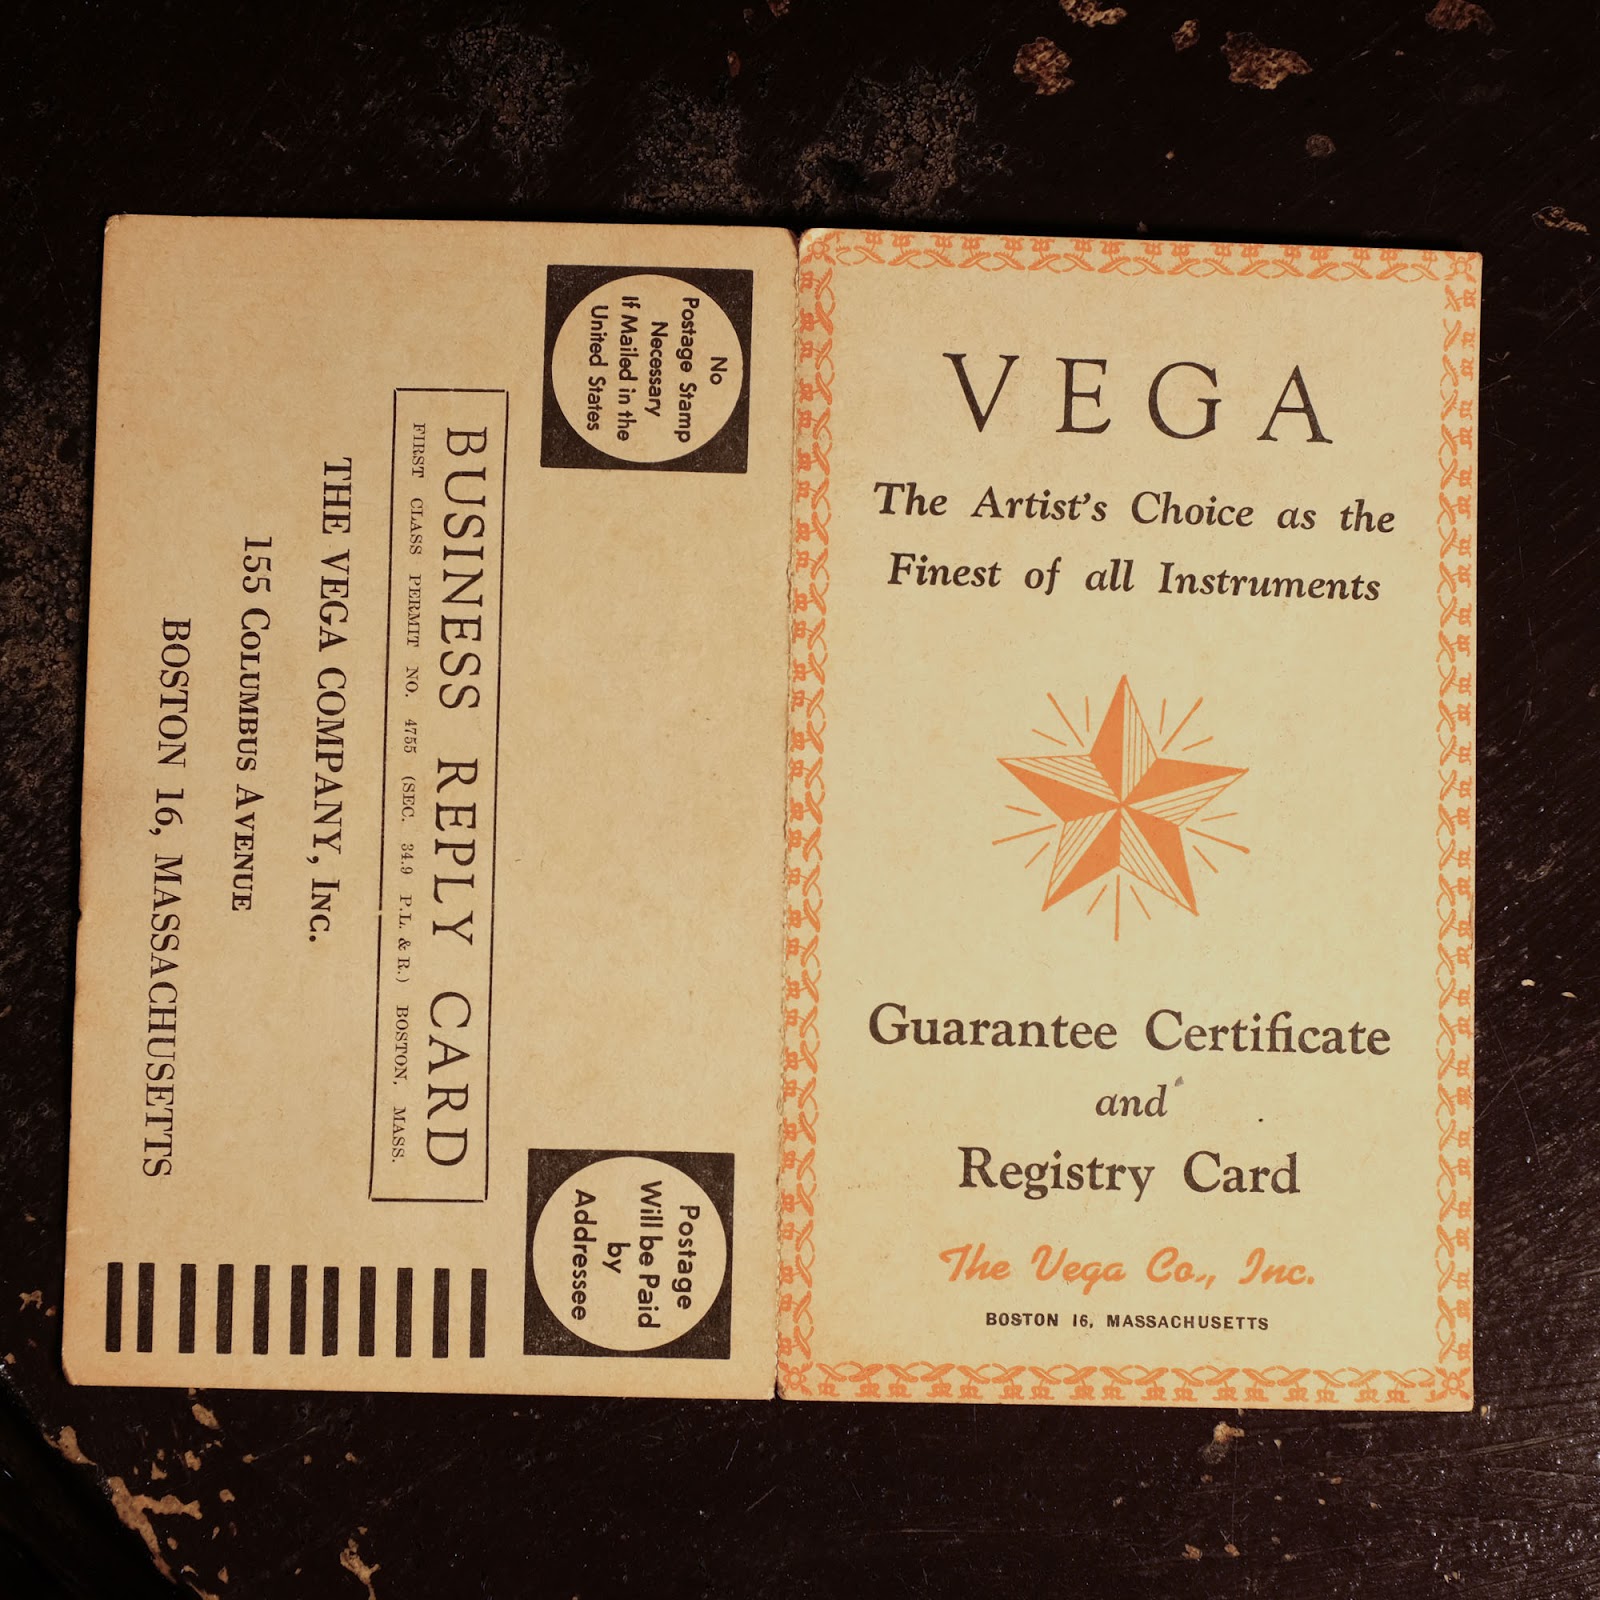 No
Postage Stamp
Necessary
If Mailed in the
United States
BUSINESS REPLY CARD
FIRST CLASS PERMIT NO. 4755 (SEC. 34.9 P.L. & R.) BOSTON, MASS.
THE VEGA COMPANY, INC.
155 COLUMBUS AVENUE
BOSTON 16, MASSACHUSETTS
Postage
Will be Paid
by
Addressee
VEGA
The Artist's Choice as the
Finest of all Instruments
Guarantee Certificate
and
Registry Card
The Vega Co., Inc.
BOSTON 16, MASSACHUSETTS